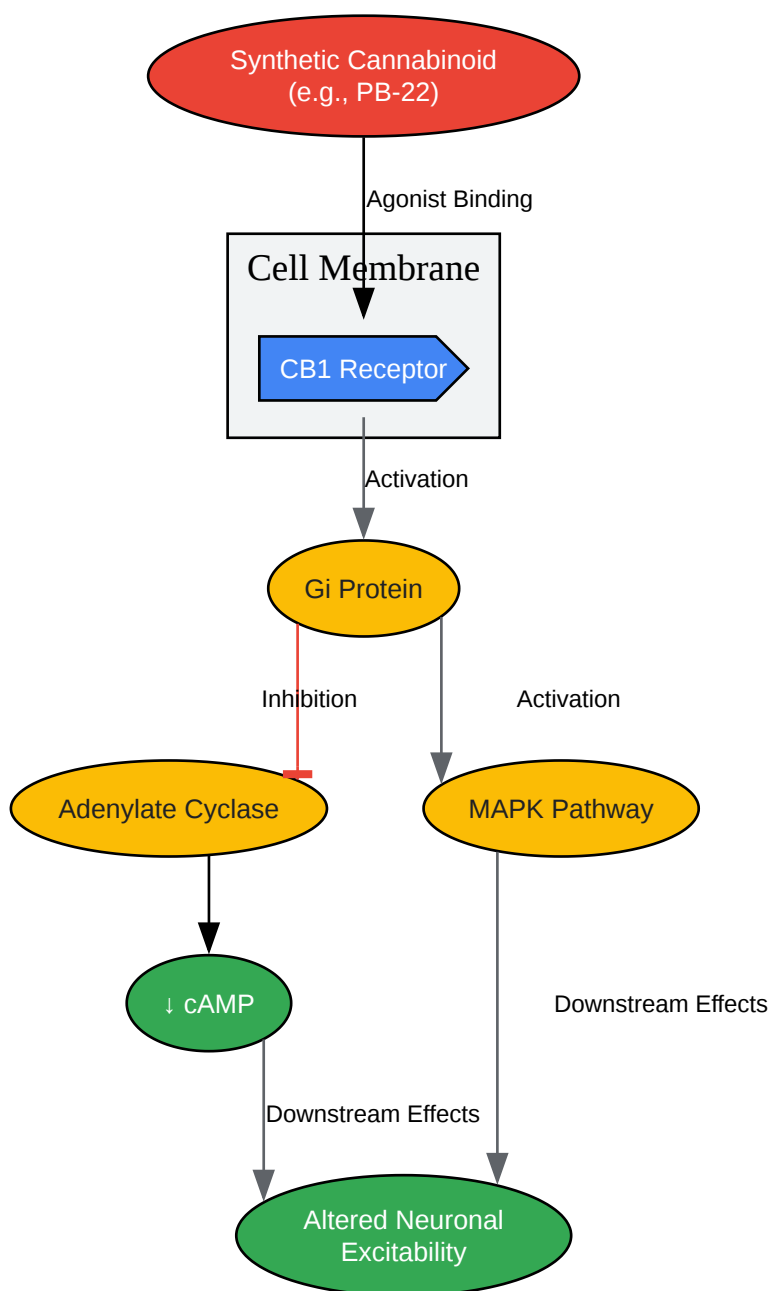 Synthetic Cannabinoid
(e.g., PB-22)
Agonist Binding
Cell Membrane
CB1 Receptor
Activation
Gi Protein
Inhibition
Activation
Adenylate Cyclase
MAPK Pathway
↓ cAMP
Downstream Effects
Downstream Effects
Altered Neuronal
Excitability